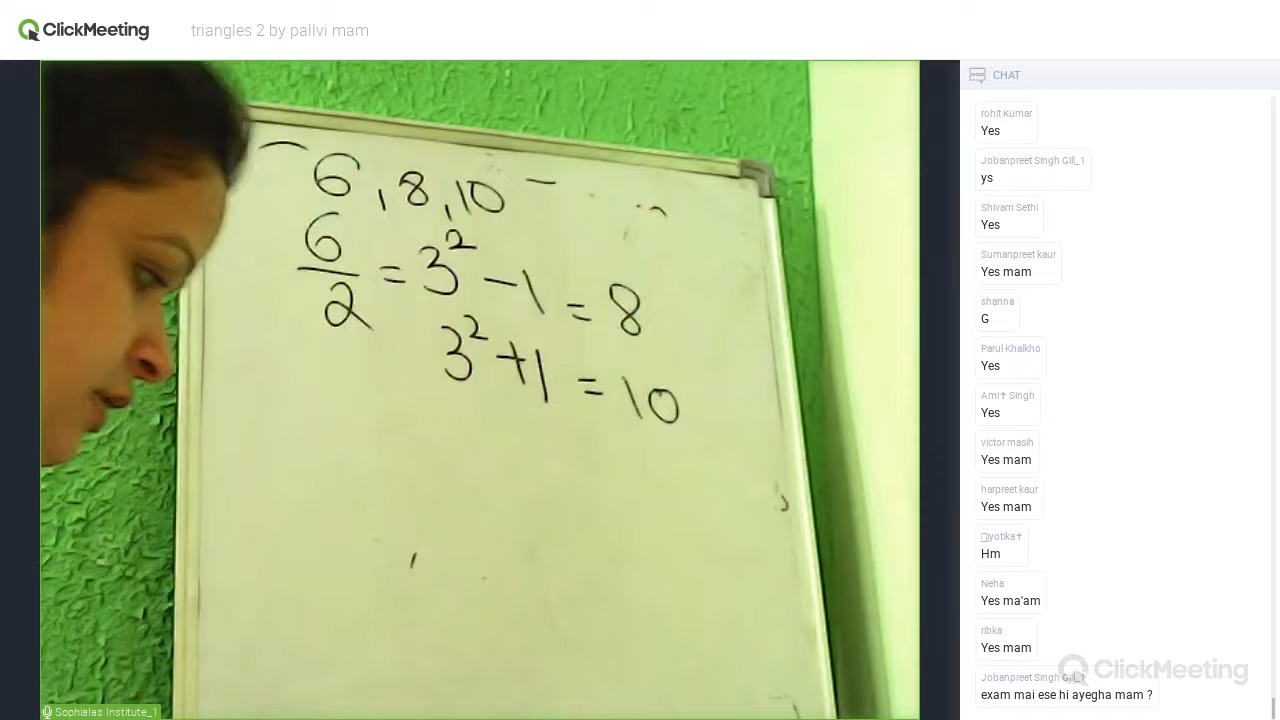 ClickMeeting
triangles 2 by pallvi mam
6, 8, 10 -
6/2 = 3² - 1 = 8
3² + 1 = 10
Sophialas Institute_1
CHAT
rohit Kumar
Yes
Jobanpreet Singh Gill_1
ys
Shivam Sethi
Yes
Sumanpreet kaur
Yes mam
shanna
G
Parul Khalkho
Yes
Ami✝ Singh
Yes
victor masih
Yes mam
harpreet kaur
Yes mam
yotika✝
Hm
Neha
Yes ma'am
ribka
Yes mam
Jobanpreet Singh Gill_1
exam mai ese hi ayegha mam ?
ClickMeeting